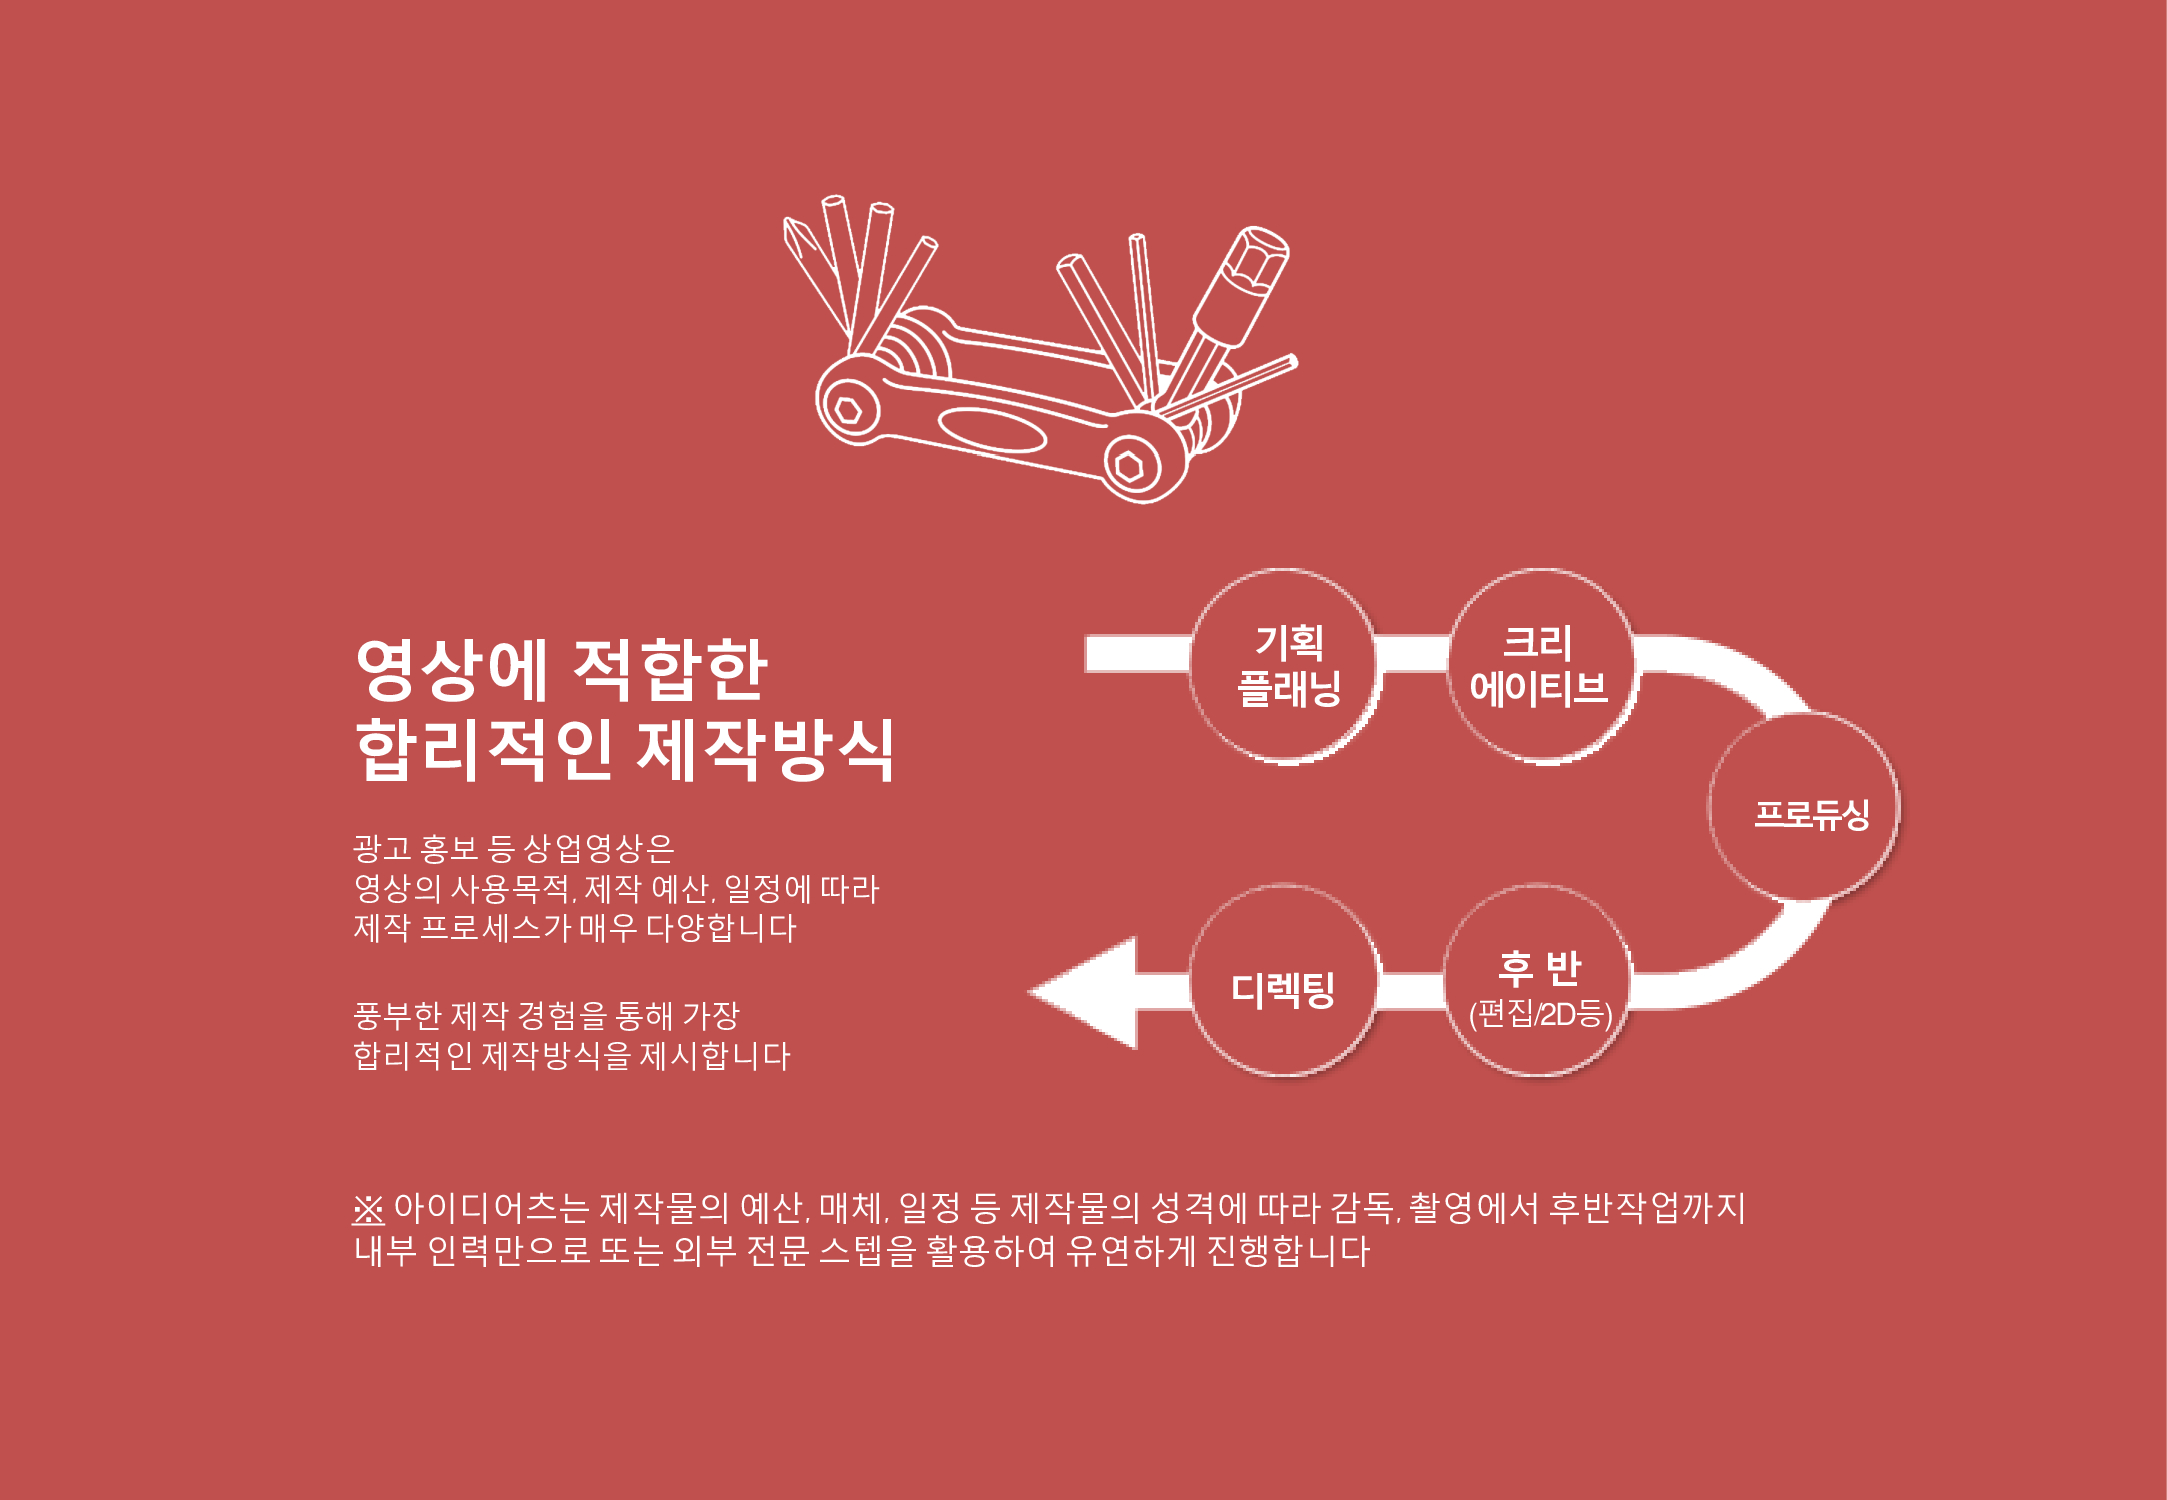 영상에 적합한
합리적인 제작방식
광고 홍보 등 상업영상은
영상의 사용목적, 제작 예산, 일정에 따라
제작 프로세스가 매우 다양합니다
풍부한 제작 경험을 통해 가장
합리적인 제작방식을 제시합니다
기획
플래닝
크리
에이티브
프로듀싱
후 반
(편집/2D등)
디렉팅
※ 아이디어츠는 제작물의 예산, 매체, 일정 등 제작물의 성격에 따라 감독, 촬영에서 후반작업까지
내부 인력만으로 또는 외부 전문 스텝을 활용하여 유연하게 진행합니다